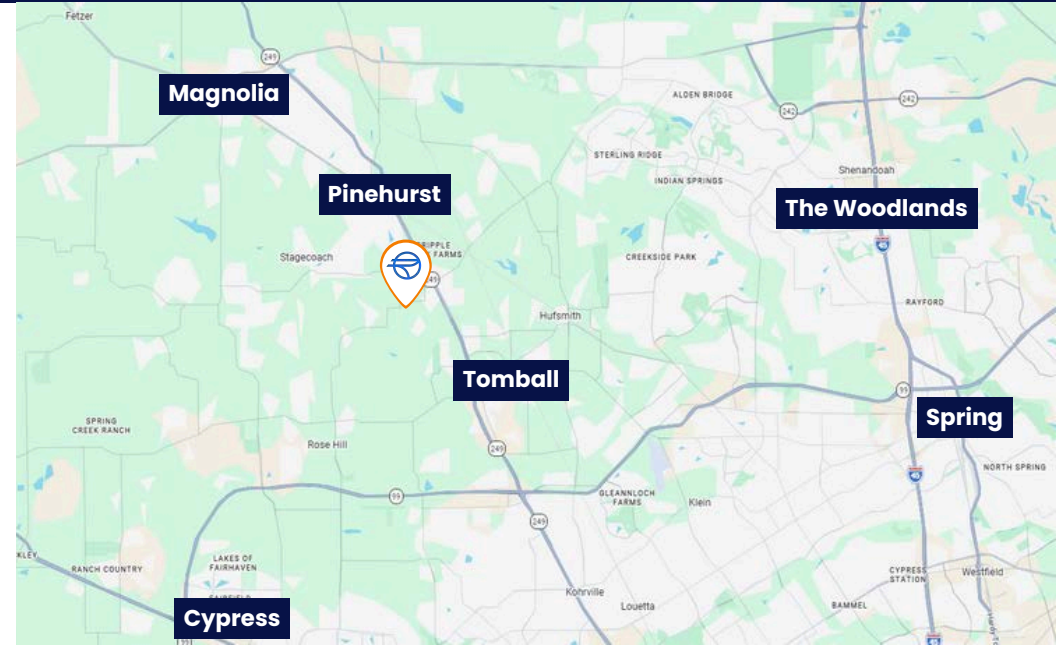 Fetzer
249
Magnolia
ALDEN BRIDGE
242
242
STERLING RIDGE
Shenandoah
INDIAN SPRINGS
Pinehurst
The Woodlands
45
FARMS
Stagecoach
CREEKSIDE PARK
RAYFORD
Hufsmith
Tomball
99
Spring
SPRING
CREEK RANCH
Rose Hill
249
45
NORTH SPRING
99
GLEANNLOCH
FARMS
Klein
249
LAKES OF
FAIRHAVEN
RANCH COUNTRY
CYPRESS
STATION
Westfield
Kohrville
Louetta
BAMMEL
Cypress
99
45